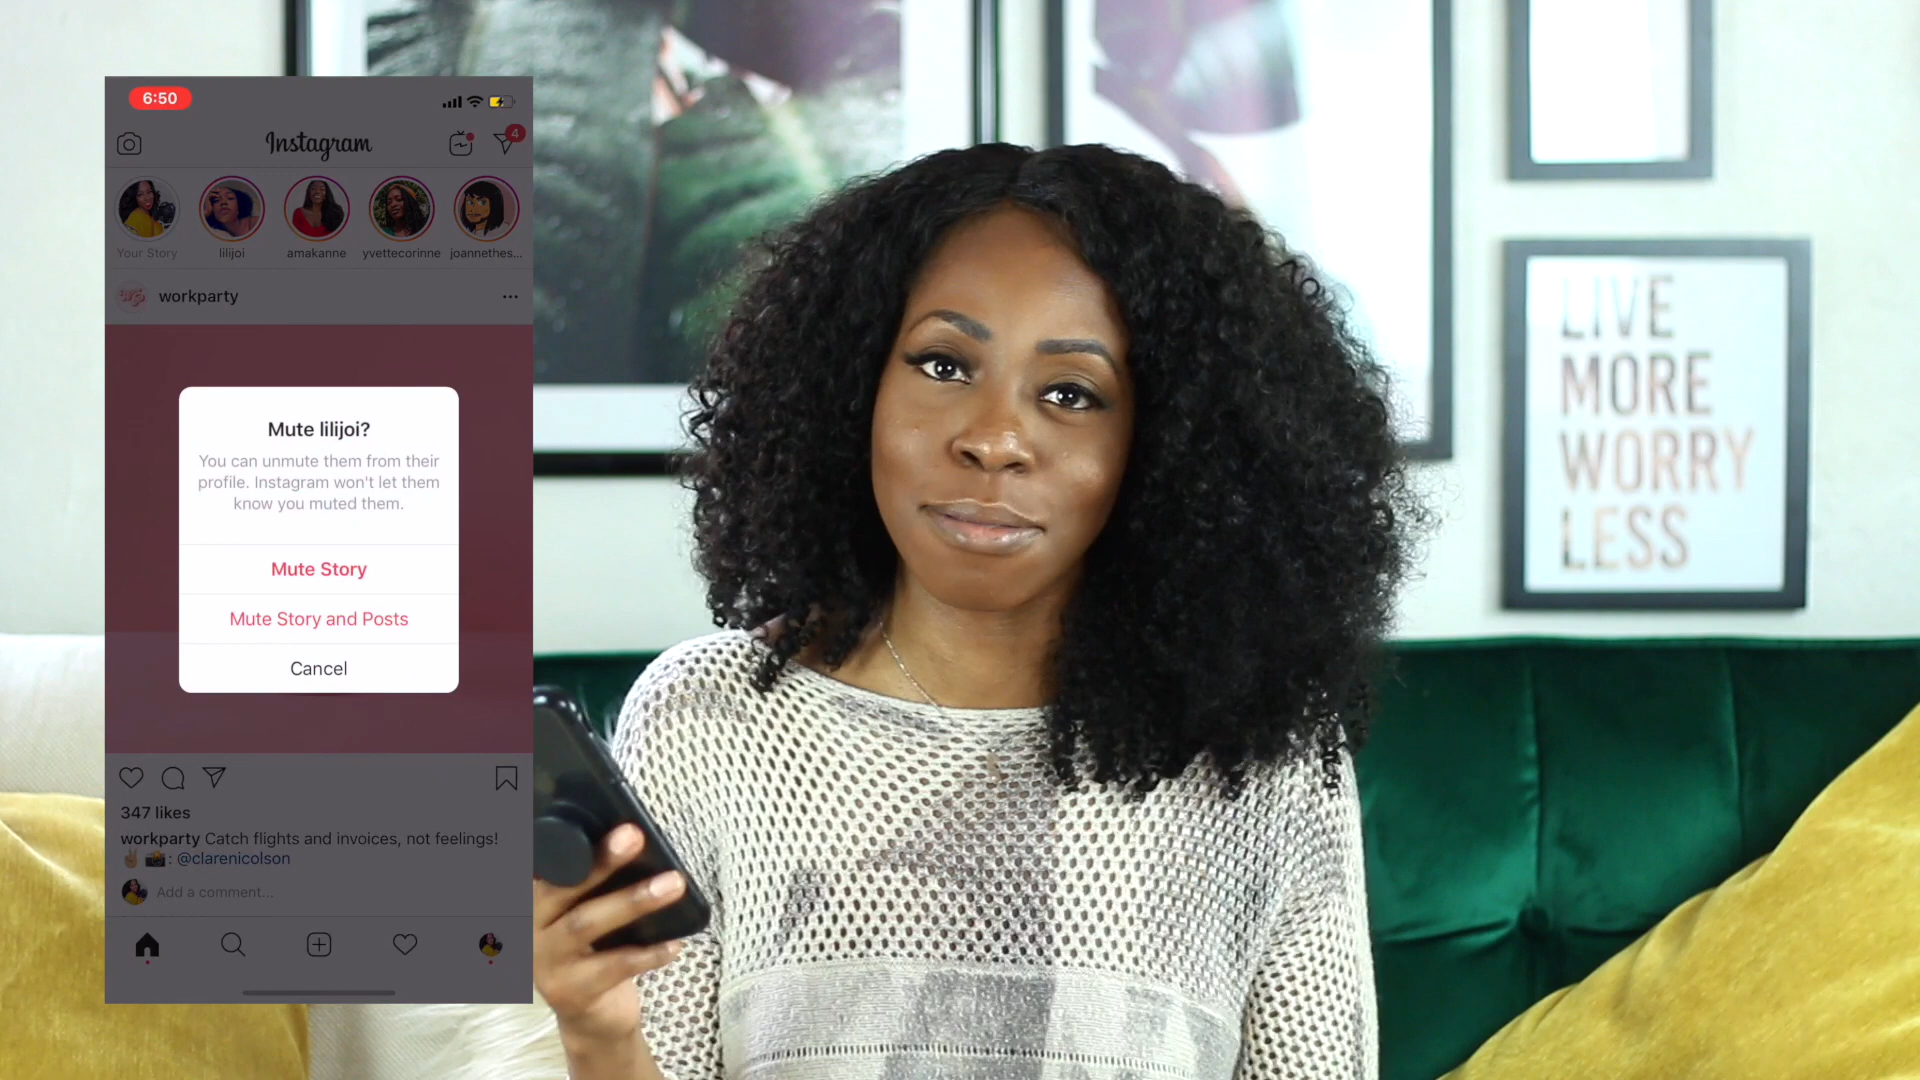 6:50
Instagram
4
Your Story
lilijoi
amakanne
yvettecorinne
joannethes...
workparty
Mute lilijoi?
You can unmute them from their
profile. Instagram won't let them
know you muted them.
Mute Story
Mute Story and Posts
Cancel
347 likes
workparty Catch flights and invoices, not feelings!
✌🏼 📸 : @clarenicolson
Add a comment...
LIVE
MORE
WORRY
LESS